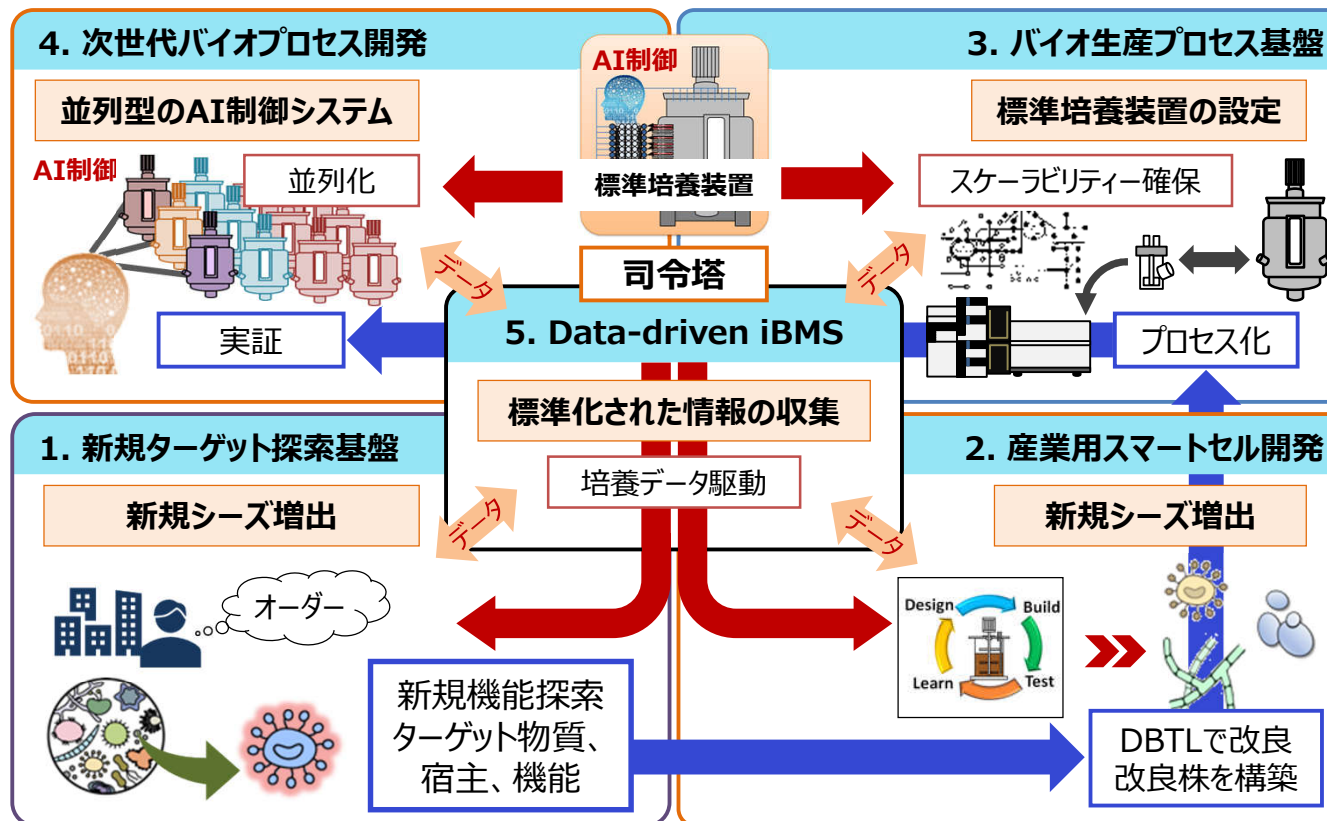 4. 次世代バイオプロセス開発
並列型のAI制御システム
AI制御
並列化
データ
実証
AI制御
標準培養装置
司令塔
3. バイオ生産プロセス基盤
標準培養装置の設定
スケーラビリティー確保
データ
プロセス化
5. Data-driven iBMS
標準化された情報の収集
培養データ駆動
データ
データ
1. 新規ターゲット探索基盤
新規シーズ増出
オーダー
新規機能探索
ターゲット物質、
宿主、機能
2. 産業用スマートセル開発
新規シーズ増出
Design
Build
Learn
Test
DBTLで改良
改良株を構築